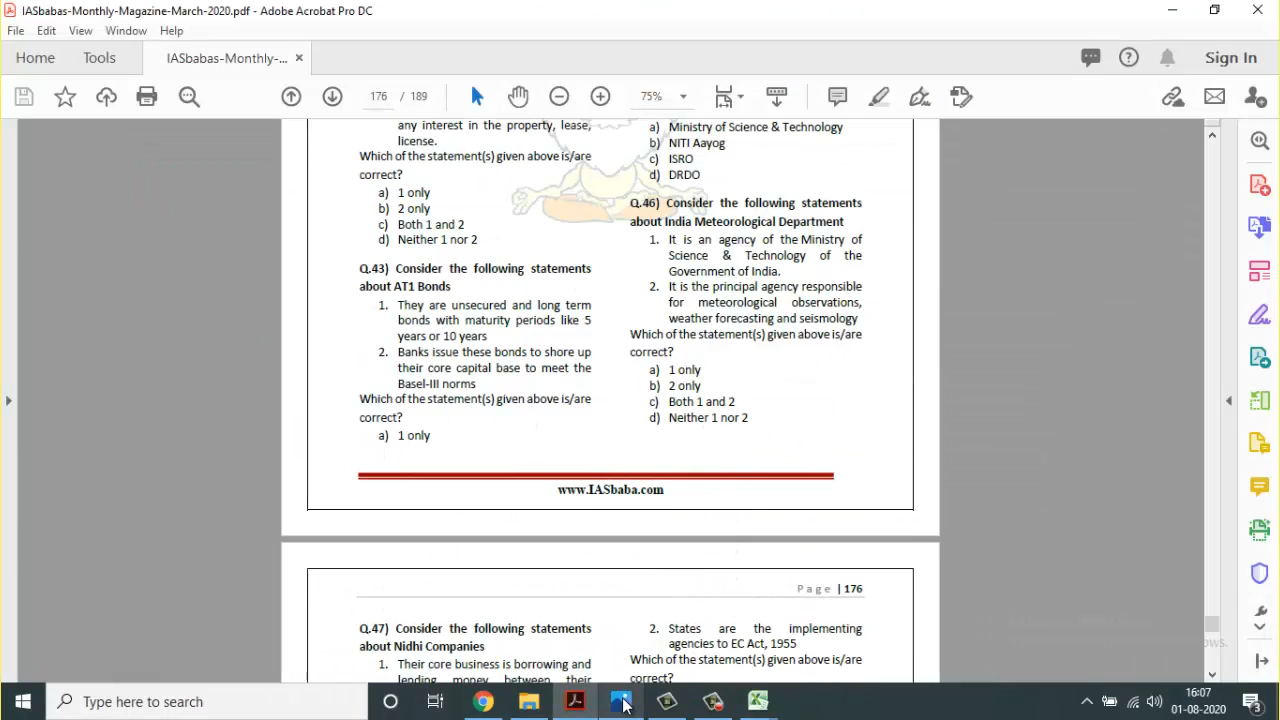 IASbabas-Monthly-Magazine-March-2020.pdf - Adobe Acrobat Pro DC
File Edit View Window Help
Home Tools IASbabas-Monthly-... × Sign In
176 / 189 75%
any interest in the property, lease,
license.
Which of the statement(s) given above is/are
correct?
a) 1 only
b) 2 only
c) Both 1 and 2
d) Neither 1 nor 2
Q.43) Consider the following statements
about AT1 Bonds
1. They are unsecured and long term
bonds with maturity periods like 5
years or 10 years
2. Banks issue these bonds to shore up
their core capital base to meet the
Basel-III norms
Which of the statement(s) given above is/are
correct?
a) 1 only
a) Ministry of Science & Technology
b) NITI Aayog
c) ISRO
d) DRDO
Q.46) Consider the following statements
about India Meteorological Department
1. It is an agency of the Ministry of
Science & Technology of the
Government of India.
2. It is the principal agency responsible
for meteorological observations,
weather forecasting and seismology
Which of the statement(s) given above is/are
correct?
a) 1 only
b) 2 only
c) Both 1 and 2
d) Neither 1 nor 2
www.IASbaba.com
Page | 176
Q.47) Consider the following statements
about Nidhi Companies
1. Their core business is borrowing and
lending money between their
2. States are the implementing
agencies to EC Act, 1955
Which of the statement(s) given above is/are
correct?
Type here to search
16:07
01-08-2020
3